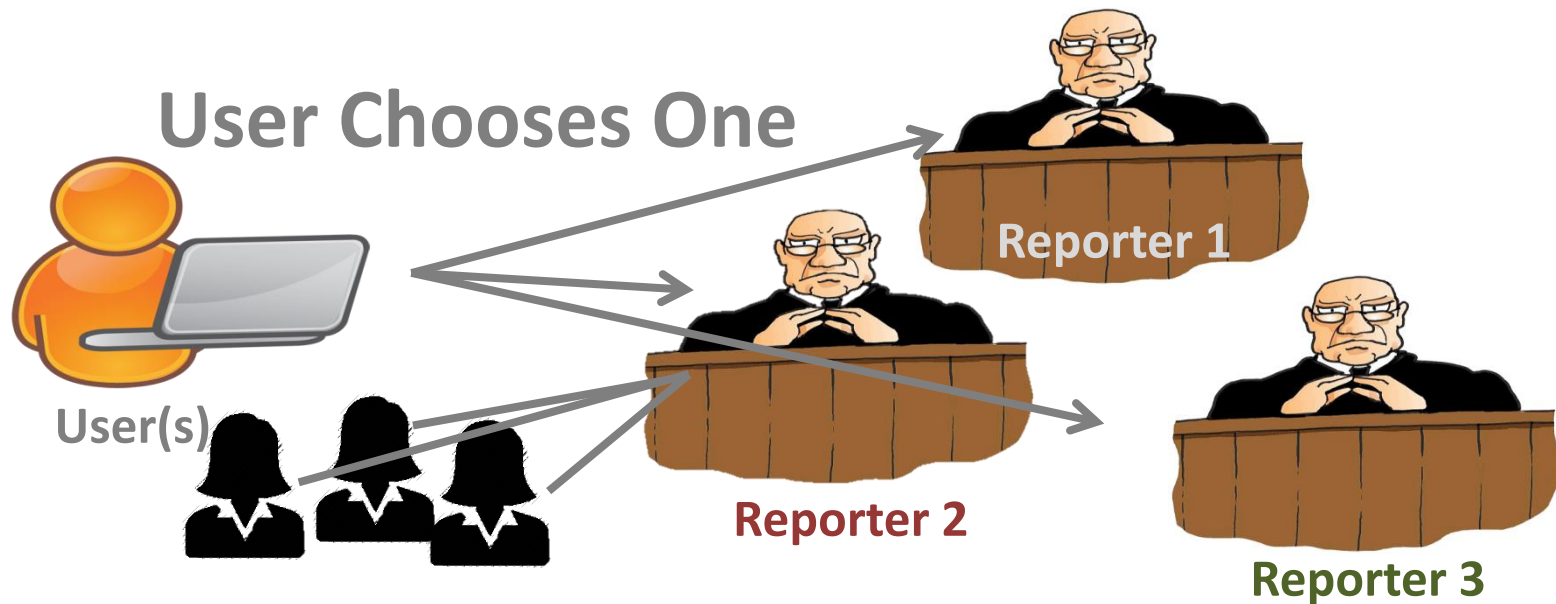 User Chooses One
Reporter 1
User(s)
Reporter 2
Reporter 3